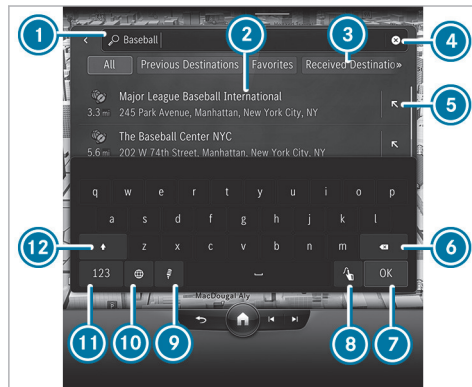 1
2
3
4
Baseball
All Previous Destinations Favorites Received Destinatio»
Major League Baseball International
5
3.3 m 245 Park Avenue, Manhattan, New York City, NY
The Baseball Center NYC
5.6 m 202 W 74th Street, Manhattan, New York City, NY
q w e r t y u i o p
a s d f g h j k l
12
z x c v b n m
6
123
OK
MacDougal Aly
11
10
9
8
7